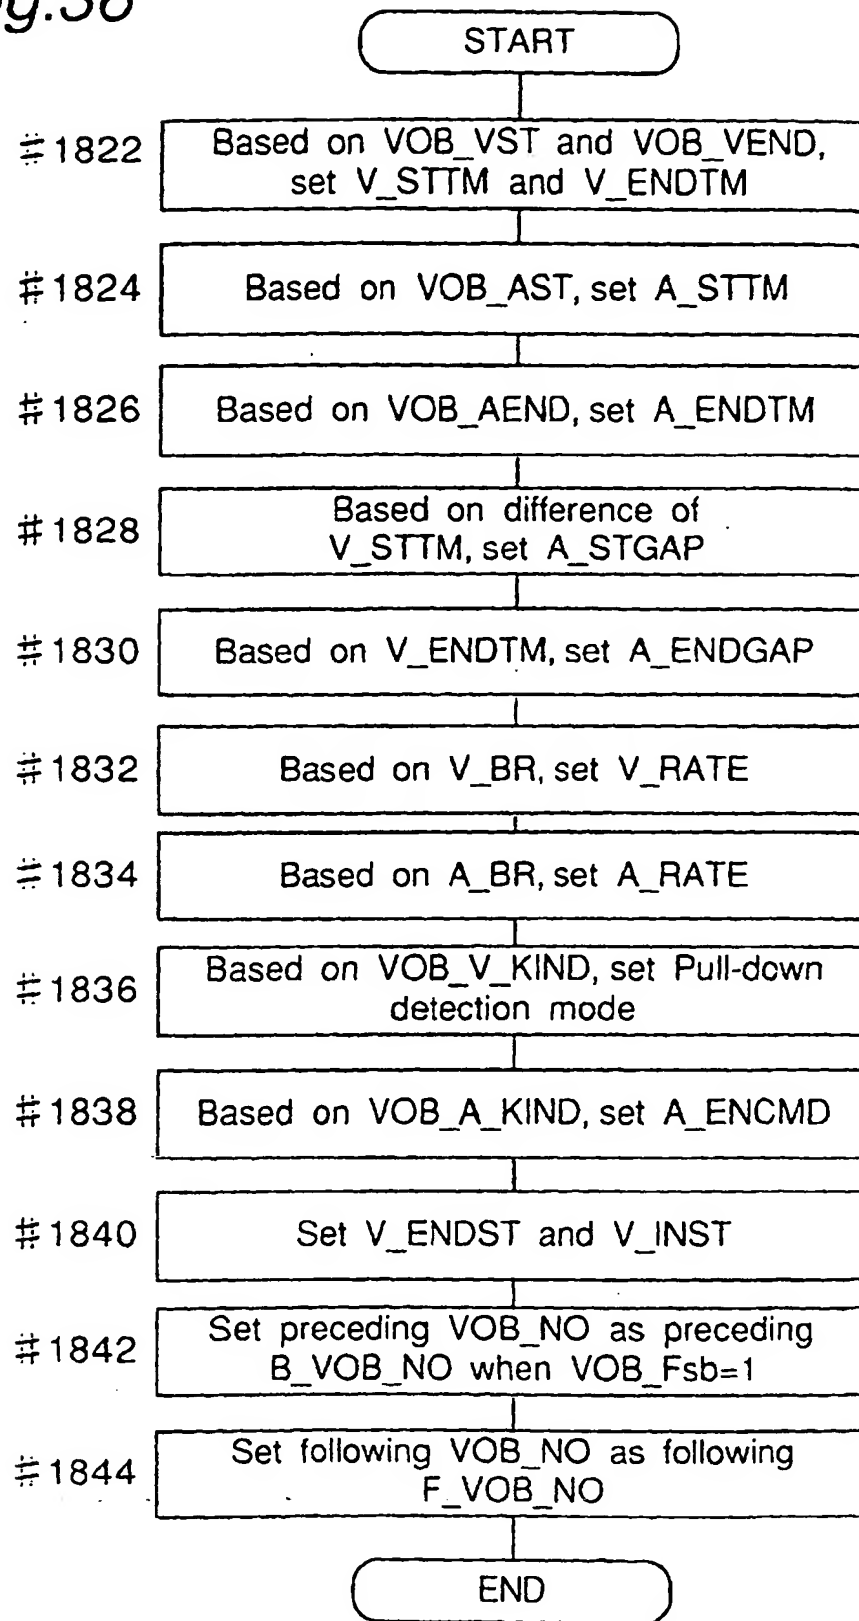 START
#1822
Based on VOB_VST and VOB_VEND,
set V_STTM and V_ENDTM
#1824
Based on VOB_AST, set A_STTM
#1826
Based on VOB_AEND, set A_ENDTM
#1828
Based on difference of
V_STTM, set A_STGAP
#1830
Based on V_ENDTM, set A_ENDGAP
#1832
Based on V_BR, set V_RATE
#1834
Based on A_BR, set A_RATE
#1836
Based on VOB_V_KIND, set Pull-down
detection mode
#1838
Based on VOB_A_KIND, set A_ENCMD
#1840
Set V_ENDST and V_INST
#1842
Set preceding VOB_NO as preceding
B_VOB_NO when VOB_Fsb=1
#1844
Set following VOB_NO as following
F_VOB_NO
END